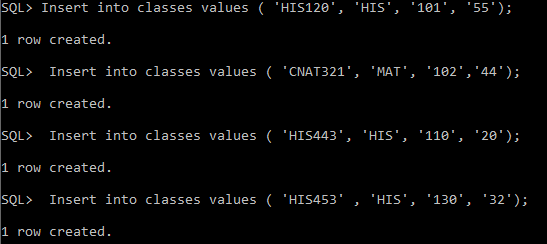 SQL> Insert into classes values ( 'HIS120', 'HIS', '101', '55');
1 row created.
SQL>  Insert into classes values ( 'CNAT321', 'MAT', '102','44');
1 row created.
SQL>  Insert into classes values ( 'HIS443', 'HIS', '110', '20');
1 row created.
SQL>  Insert into classes values ( 'HIS453' , 'HIS', '130', '32');
1 row created.